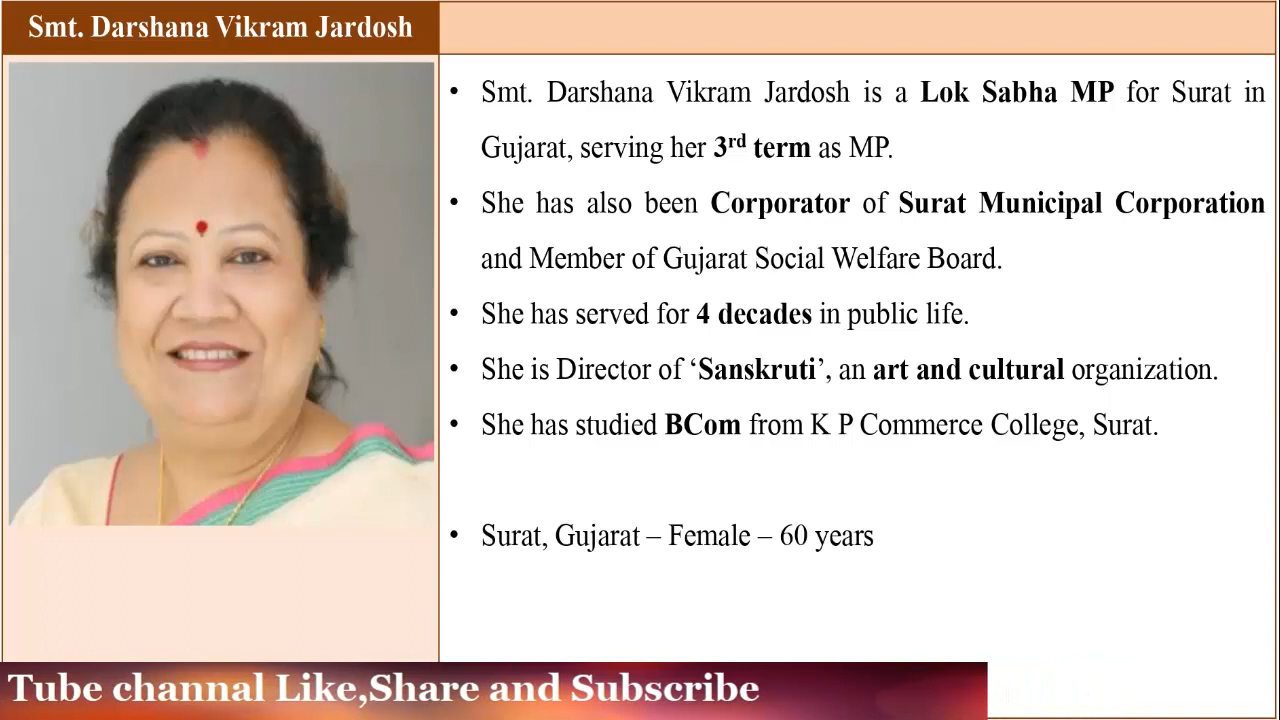 Smt. Darshana Vikram Jardosh
• Smt. Darshana Vikram Jardosh is a Lok Sabha MP for Surat in
Gujarat, serving her 3rd term as MP.
• She has also been Corporator of Surat Municipal Corporation
and Member of Gujarat Social Welfare Board.
• She has served for 4 decades in public life.
• She is Director of ‘Sanskruti’, an art and cultural organization.
• She has studied BCom from K P Commerce College, Surat.
• Surat, Gujarat – Female – 60 years
Tube channal Like,Share and Subscribe